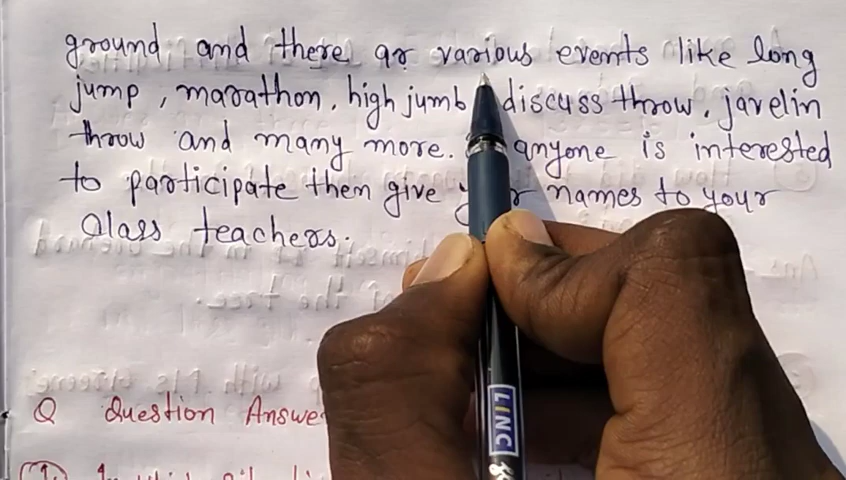 ground and there ar various events like long
jump, marathon, high jumb discuss throw, javelin
throw and many more. anyone is interested
to participate then give names to your
Class teachers.
Q Question Answe
LINC